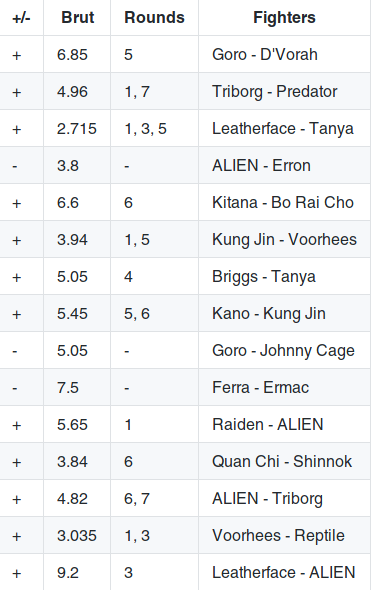 +/- Brut Rounds Fighters
+ 6.85 5 Goro - D'Vorah
+ 4.96 1, 7 Triborg - Predator
+ 2.715 1, 3, 5 Leatherface - Tanya
- 3.8 - ALIEN - Erron
+ 6.6 6 Kitana - Bo Rai Cho
+ 3.94 1, 5 Kung Jin - Voorhees
+ 5.05 4 Briggs - Tanya
+ 5.45 5, 6 Kano - Kung Jin
- 5.05 - Goro - Johnny Cage
- 7.5 - Ferra - Ermac
+ 5.65 1 Raiden - ALIEN
+ 3.84 6 Quan Chi - Shinnok
+ 4.82 6, 7 ALIEN - Triborg
+ 3.035 1, 3 Voorhees - Reptile
+ 9.2 3 Leatherface - ALIEN